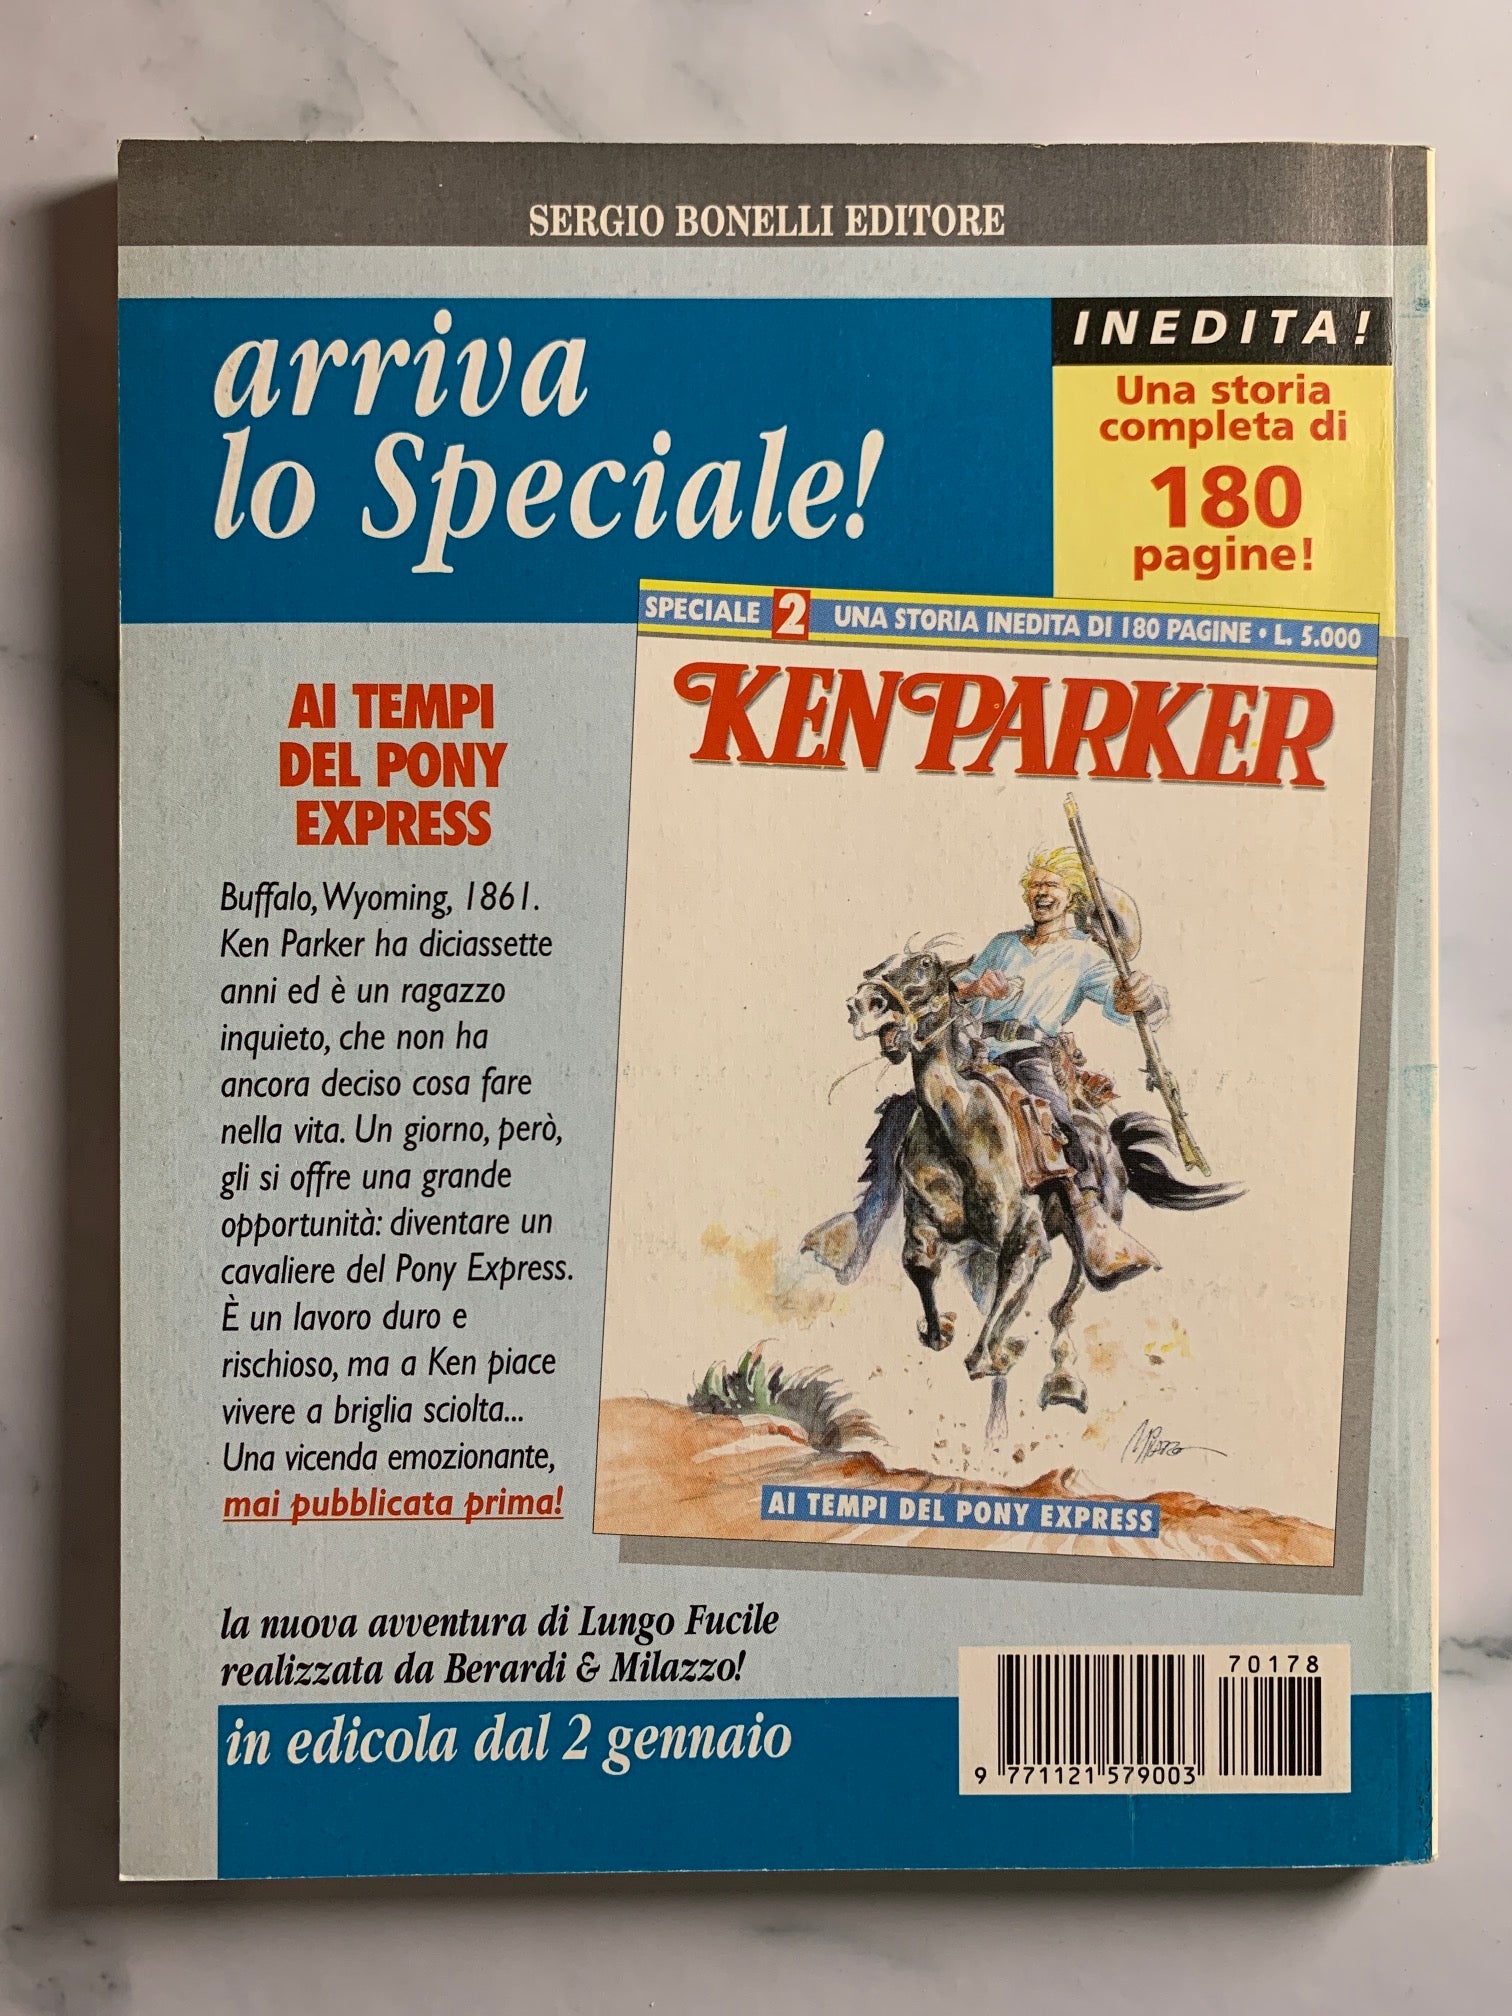 SERGIO BONELLI EDITORE
arriva
lo Speciale!
INEDITA!
Una storia
completa di
180
pagine!
SPECIALE 2 UNA STORIA INEDITA DI 180 PAGINE • L. 5.000
KEN PARKER
AI TEMPI
DEL PONY
EXPRESS
Buffalo, Wyoming, 1861.
Ken Parker ha diciassette
anni ed è un ragazzo
inquieto, che non ha
ancora deciso cosa fare
nella vita. Un giorno, però,
gli si offre una grande
opportunità: diventare un
cavaliere del Pony Express.
È un lavoro duro e
rischioso, ma a Ken piace
vivere a briglia sciolta...
Una vicenda emozionante,
mai pubblicata prima!
Milazzo
AI TEMPI DEL PONY EXPRESS
la nuova avventura di Lungo Fucile
realizzata da Berardi & Milazzo!
in edicola dal 2 gennaio
70178
9 771121 579003